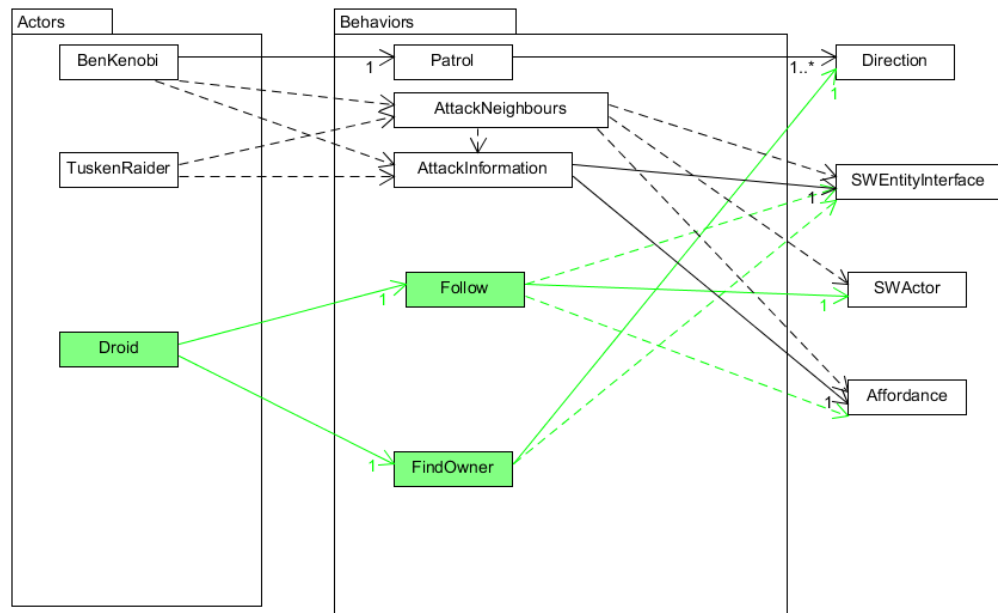 Actors
Behaviors
BenKenobi
1
Patrol
1..*
Direction
1
AttackNeighbours
TuskenRaider
AttackInformation
1
SWEntityInterface
Follow
1
1
SWActor
Droid
1
Affordance
1
FindOwner